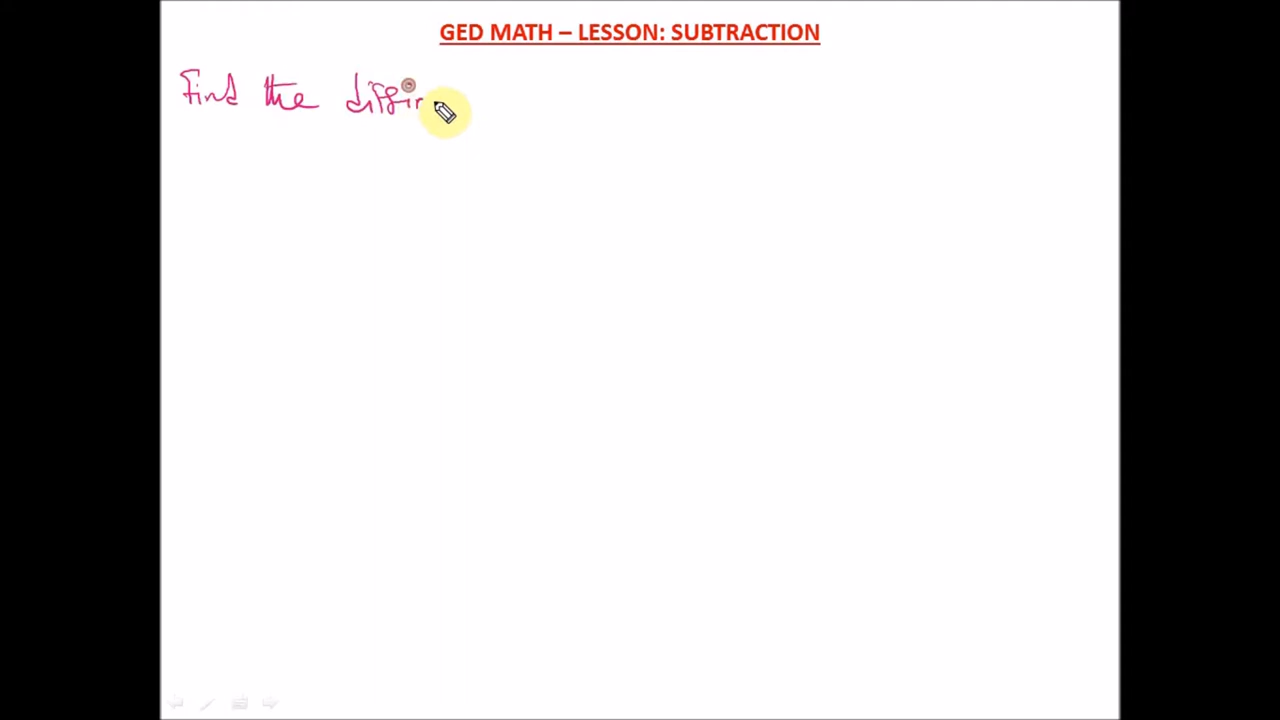 GED MATH – LESSON: SUBTRACTION
Find the